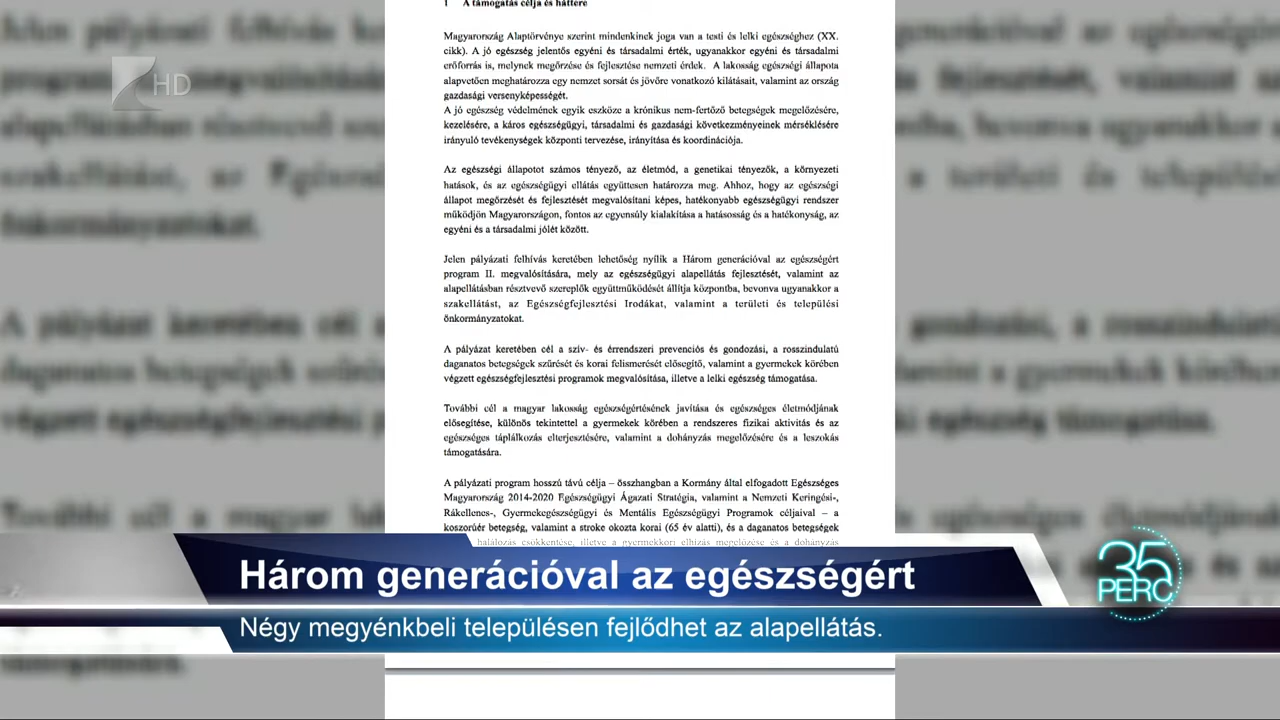 1 A támogatás célja és háttere
Magyarország Alaptörvénye szerint mindenkinek joga van a testi és lelki egészséghez (XX.
cikk). A jó egészség jelentős egyéni és társadalmi érték, ugyanakkor egyéni és társadalmi
erőforrás is, melynek megőrzése és fejlesztése nemzeti érdek. A lakosság egészségi állapota
alapvetően meghatározza egy nemzet sorsát és jövőre vonatkozó kilátásait, valamint az ország
gazdasági versenyképességét.
A jó egészség védelmének egyik eszköze a krónikus nem-fertőző betegségek megelőzésére,
kezelésére, a káros egészségügyi, társadalmi és gazdasági következményeinek mérséklésére
irányuló tevékenységek központi tervezése, irányítása és koordinációja.
Az egészségi állapotot számos tényező, az életmód, a genetikai tényezők, a környezeti
hatások, és az egészségügyi ellátás együttesen határozza meg. Ahhoz, hogy az egészségi
állapot megőrzését és fejlesztését megvalósítani képes, hatékonyabb egészségügyi rendszer
működjön Magyarországon, fontos az egyensúly kialakítása a hatásosság és a hatékonyság, az
egyéni és a társadalmi jólét között.
Jelen pályázati felhívás keretében lehetőség nyílik a Három generációval az egészségért
program II. megvalósítására, mely az egészségügyi alapellátás fejlesztését, valamint az
alapellátásban résztvevő szereplők együttműködését állítja központba, bevonva ugyanakkor a
szakellátást, az Egészségfejlesztési Irodákat, valamint a területi és települési
önkormányzatokat.
A pályázat keretében cél a szív- és érrendszeri prevenciós és gondozási, a rosszindulatú
daganatos betegségek szűrését és korai felismerését elősegítő, valamint a gyermekek körében
végzett egészségfejlesztési programok megvalósítása, illetve a lelki egészség támogatása.
További cél a magyar lakosság egészségértésének javítása és egészséges életmódjának
elősegítése, különös tekintettel a gyermekek körében a rendszeres fizikai aktivitás és az
egészséges táplálkozás elterjesztésére, valamint a dohányzás megelőzésére és a leszokás
támogatására.
A pályázati program hosszú távú célja – összhangban a Kormány által elfogadott Egészséges
Magyarország 2014-2020 Egészségügyi Ágazati Stratégia, valamint a Nemzeti Keringési-,
Rákellenes-, Gyermekegészségügyi és Mentális Egészségügyi Programok céljaival – a
koszorúér betegség, valamint a stroke okozta korai (65 év alatti), és a daganatos betegségek
halálozás csökkentése, illetve a gyermekkori elhízás megelőzése és a dohányzás
HD
Három generációval az egészségért
Négy megyénkbeli településen fejlődhet az alapellátás.
35
PERC